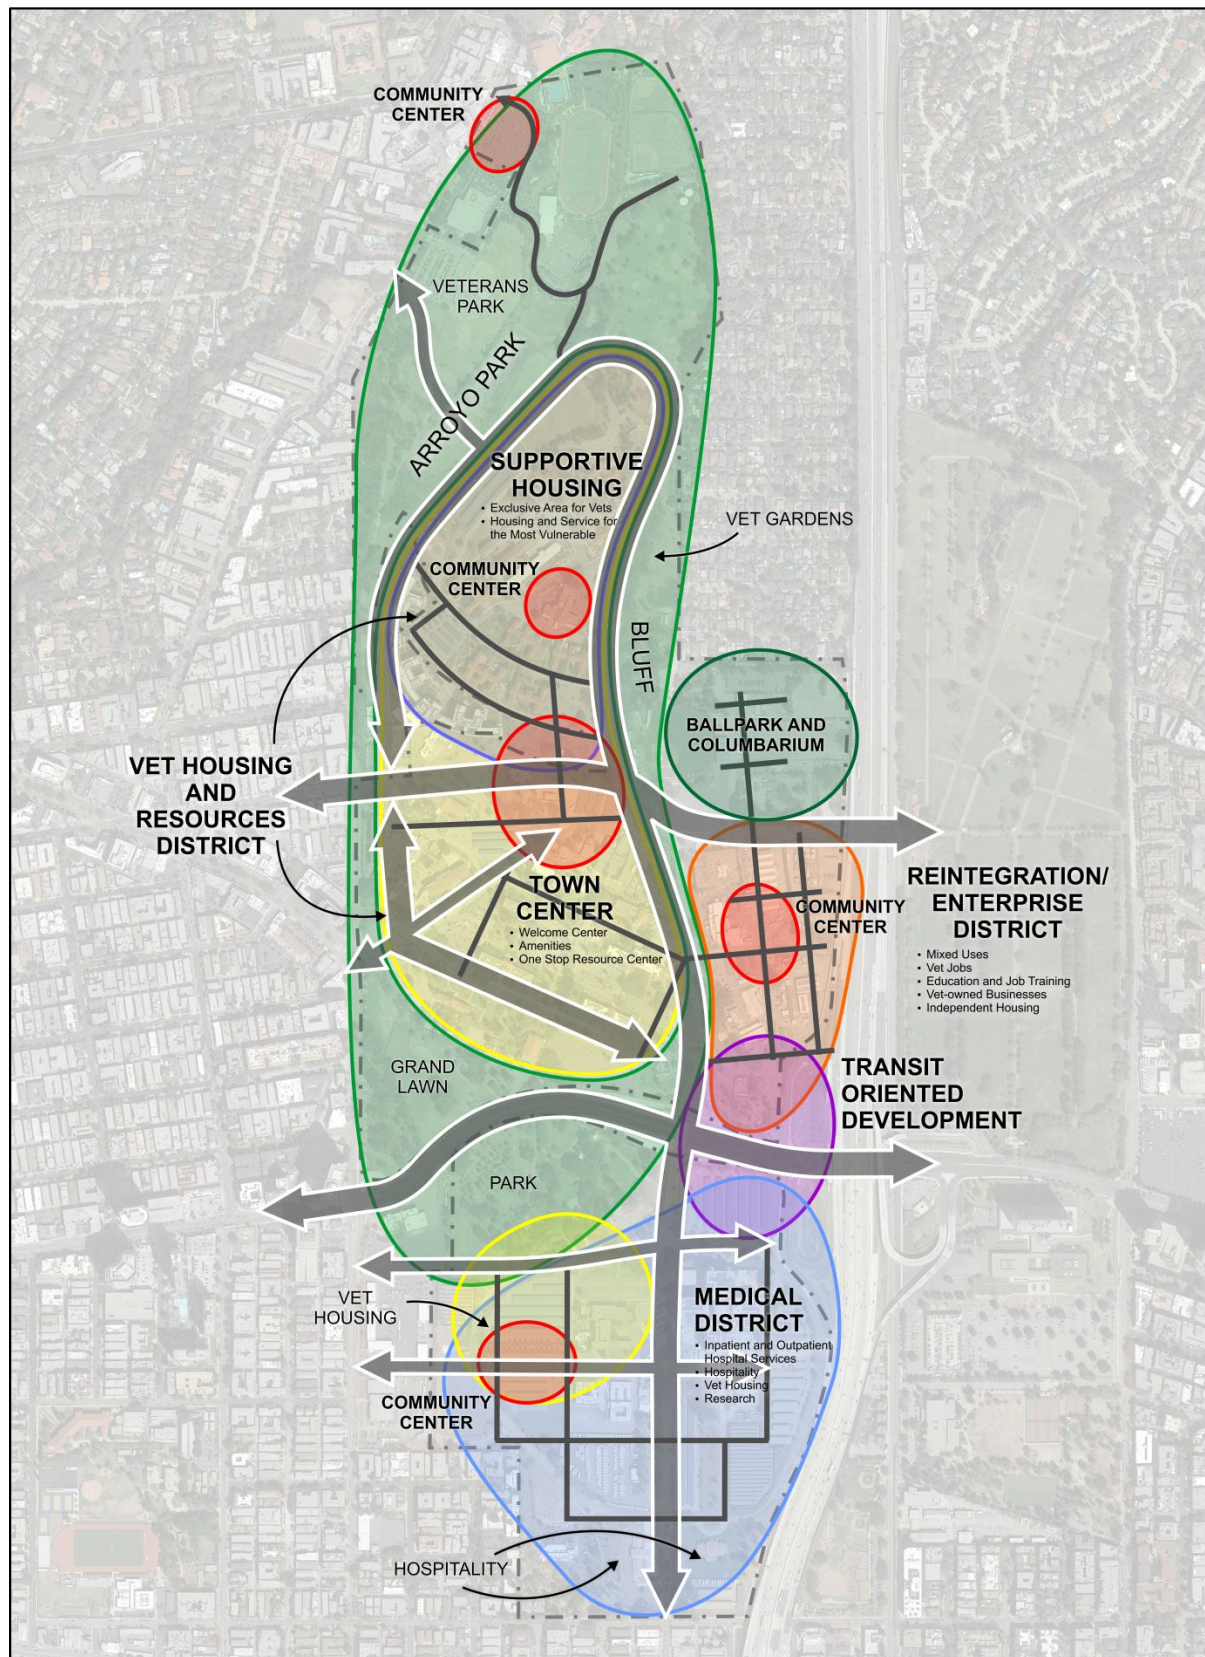 COMMUNITY
CENTER
VETERANS
PARK
ARROYO PARK
SUPPORTIVE
HOUSING
• Exclusive Area for Vets
• Housing and Service for
the Most Vulnerable
VET GARDENS
COMMUNITY
CENTER
BLUFF
BALLPARK AND
COLUMBARIUM
VET HOUSING
AND
RESOURCES
DISTRICT
TOWN
CENTER
• Welcome Center
• Amenities
• One Stop Resource Center
COMMUNITY
CENTER
REINTEGRATION/
ENTERPRISE
DISTRICT
• Mixed Uses
• Vet Jobs
• Education and Job Training
• Vet-owned Businesses
• Independent Housing
GRAND
LAWN
TRANSIT
ORIENTED
DEVELOPMENT
PARK
VET
HOUSING
MEDICAL
DISTRICT
• Inpatient and Outpatient
Hospital Services
• Hospitality
• Vet Housing
• Research
COMMUNITY
CENTER
HOSPITALITY